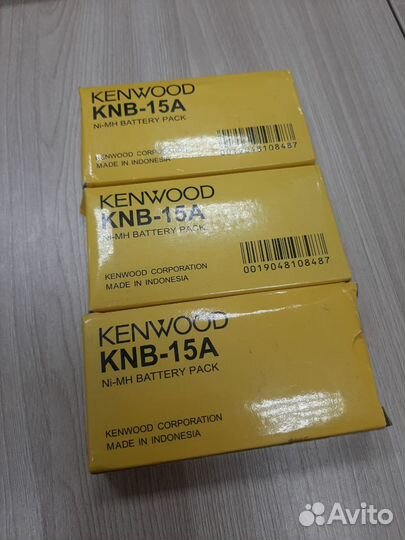 KENWOOD
KNB-15A
Ni-MH BATTERY PACK
KENWOOD CORPORATION
MADE IN INDONESIA
0019048108487
KENWOOD
KNB-15A
Ni-MH BATTERY PACK
KENWOOD CORPORATION
MADE IN INDONESIA
0019048108487
KENWOOD
KNB-15A
Ni-MH BATTERY PACK
KENWOOD CORPORATION
MADE IN INDONESIA
Avito